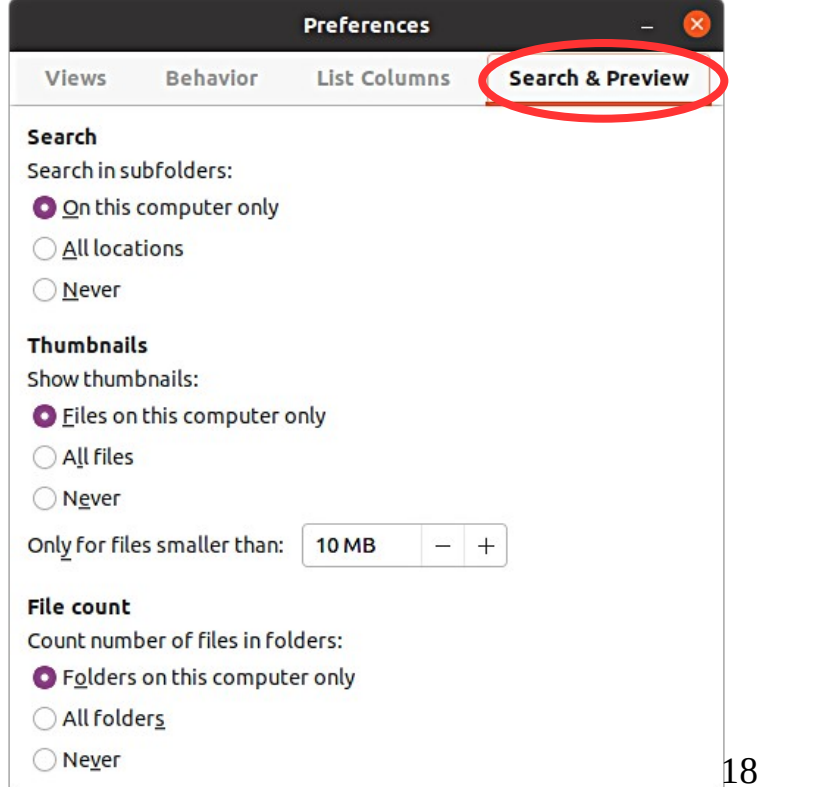 Preferences
Views Behavior List Columns Search & Preview
Search
Search in subfolders:
On this computer only
All locations
Never
Thumbnails
Show thumbnails:
Files on this computer only
All files
Never
Only for files smaller than: 10 MB − +
File count
Count number of files in folders:
Folders on this computer only
All folders
Never
18